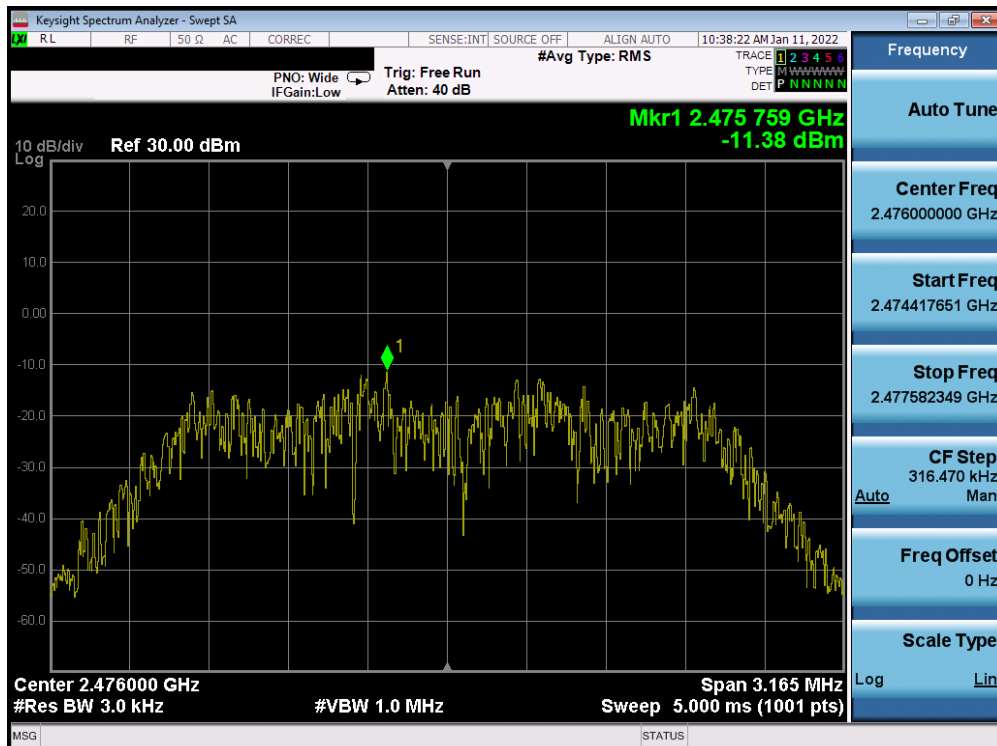 Keysight Spectrum Analyzer - Swept SA
LXI RL RF 50 Ω AC CORREC SENSE:INT SOURCE OFF ALIGN AUTO 10:38:22 AM Jan 11, 2022
#Avg Type: RMS
TRACE 1 2 3 4 5 6
PNO: Wide
Trig: Free Run
TYPE M W W W W W
IFGain:Low
Atten: 40 dB
DET P N N N N N
Mkr1 2.475 759 GHz
-11.38 dBm
10 dB/div Ref 30.00 dBm
Log
20.0
10.0
0.00
1
-10.0
-20.0
-30.0
-40.0
-50.0
-60.0
Center 2.476000 GHz Span 3.165 MHz
#Res BW 3.0 kHz #VBW 1.0 MHz Sweep 5.000 ms (1001 pts)
MSG STATUS
Frequency
Auto Tune
Center Freq
2.476000000 GHz
Start Freq
2.474417651 GHz
Stop Freq
2.477582349 GHz
CF Step
316.470 kHz
Auto Man
Freq Offset
0 Hz
Scale Type
Log Lin